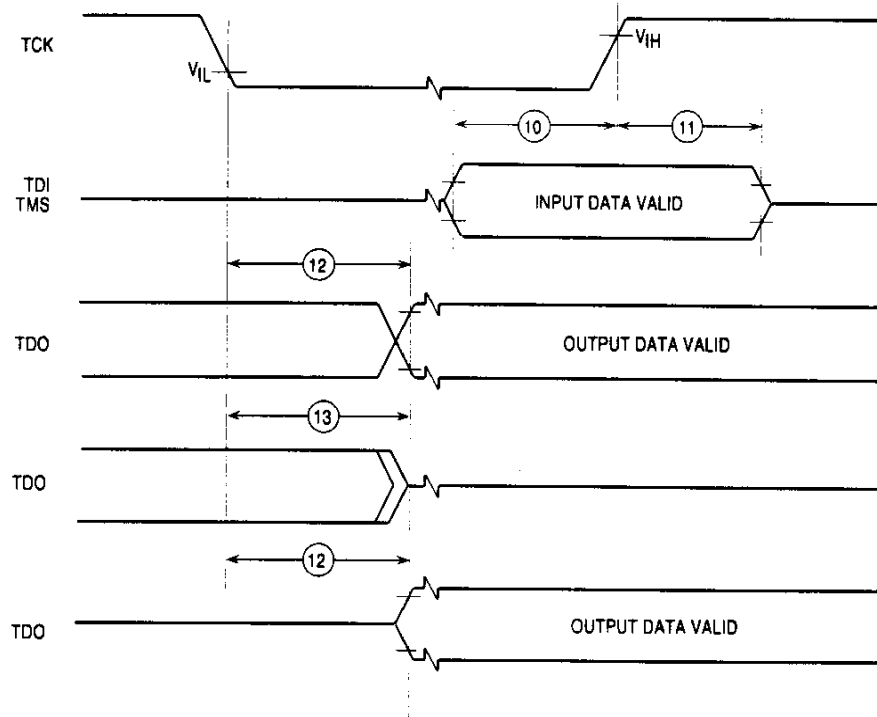 TCK
VIL
VIH
10
11
TDI
TMS
INPUT DATA VALID
12
TDO
OUTPUT DATA VALID
13
TDO
12
TDO
OUTPUT DATA VALID